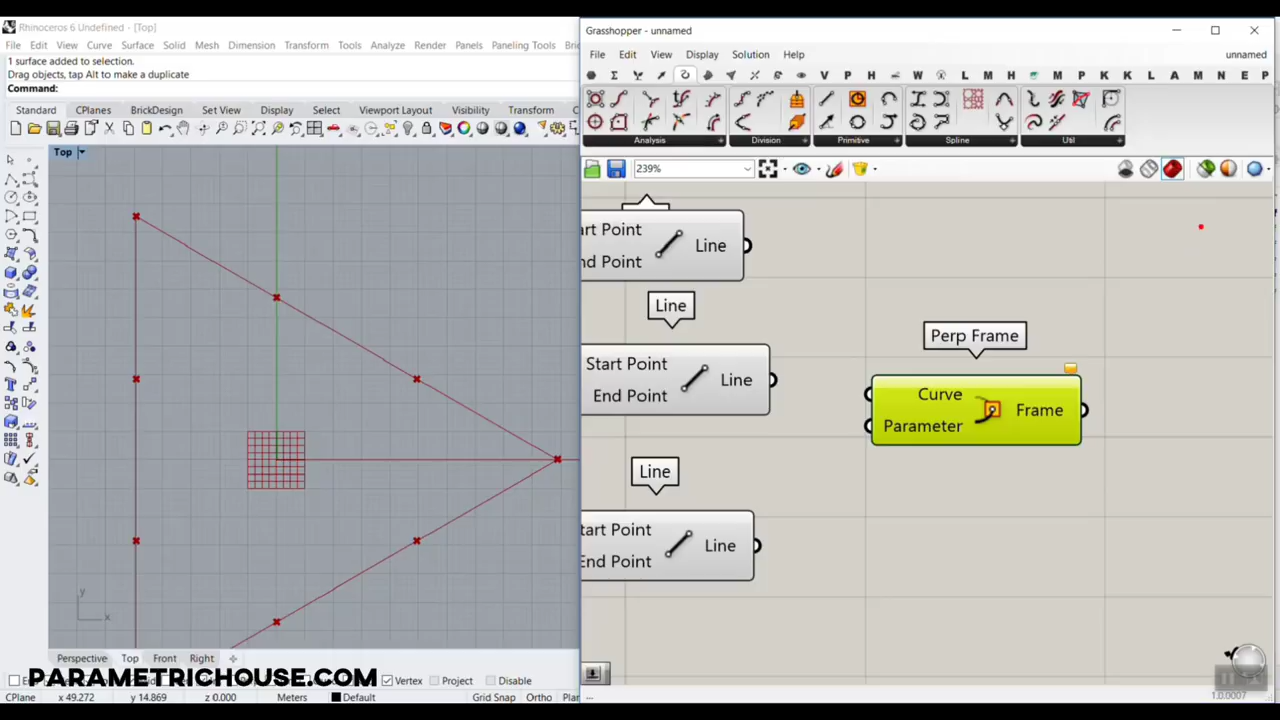 Rhinoceros 6 Undefined - [Top]
File Edit View Curve Surface Solid Mesh Dimension Transform Tools Analyze Render Panels Paneling Tools
1 surface added to selection.
Drag objects, tap Alt to make a duplicate
Command:
Standard CPlanes BrickDesign Set View Display Select Viewport Layout Visibility Transform
Top
y
x
Perspective Top Front Right
Vertex Project Disable
CPlane x 49.272 y 14.869 z 0.000 Meters Default Grid Snap Ortho
PARAMETRICHOUSE.COM
Grasshopper - unnamed
File Edit View Display Solution Help unnamed
V P H W L M H M P K K L A M N E P
Analysis Division Primitive Spline Util
239%
art Point
nd Point
Line
Line
Start Point
End Point
Line
Line
tart Point
End Point
Line
Perp Frame
Curve
Parameter
Frame
...
1.0.0007